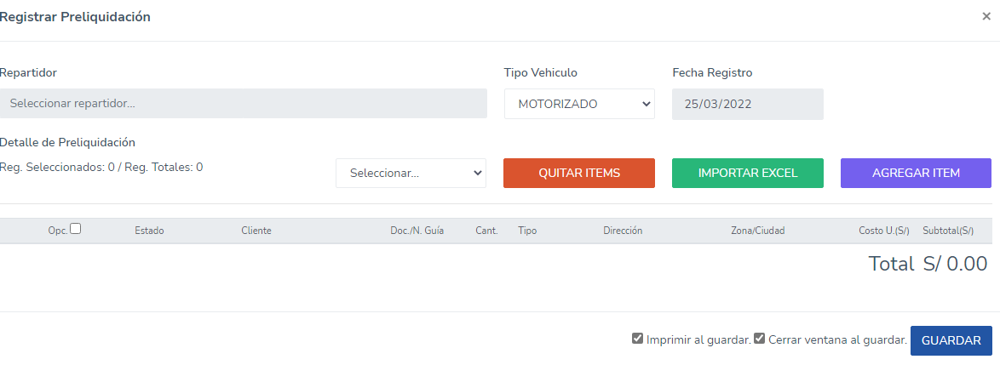 Registrar Preliquidación ×
Repartidor Tipo Vehiculo Fecha Registro
Seleccionar repartidor... MOTORIZADO 25/03/2022
Detalle de Preliquidación
Reg. Seleccionados: 0 / Reg. Totales: 0 Seleccionar... QUITAR ITEMS IMPORTAR EXCEL AGREGAR ITEM
Opc. Estado Cliente Doc./N. Guía Cant. Tipo Dirección Zona/Ciudad Costo U.(S/) Subtotal(S/)
Total S/ 0.00
Imprimir al guardar. Cerrar ventana al guardar. GUARDAR